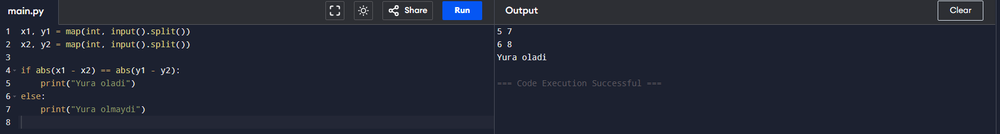 main.py
Share
Run
Output
Clear
1 x1, y1 = map(int, input().split())
2 x2, y2 = map(int, input().split())
3
4 if abs(x1 - x2) == abs(y1 - y2):
5     print("Yura oladi")
6 else:
7     print("Yura olmaydi")
8
5 7
6 8
Yura oladi
=== Code Execution Successful ===